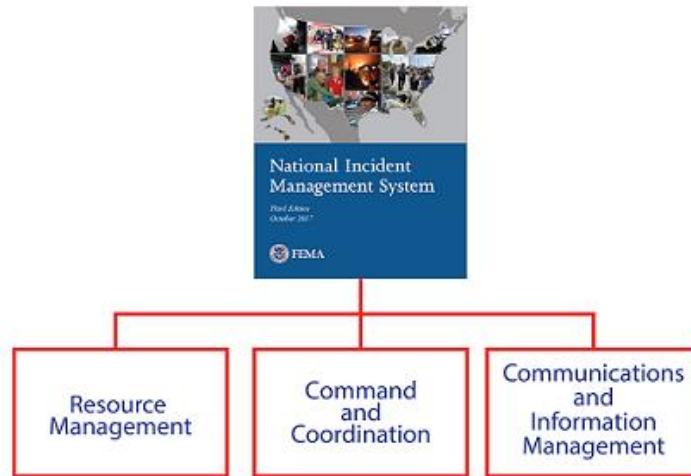 National Incident
Management System
Third Edition
October 2017
FEMA
Resource
Management
Command
and
Coordination
Communications
and
Information
Management